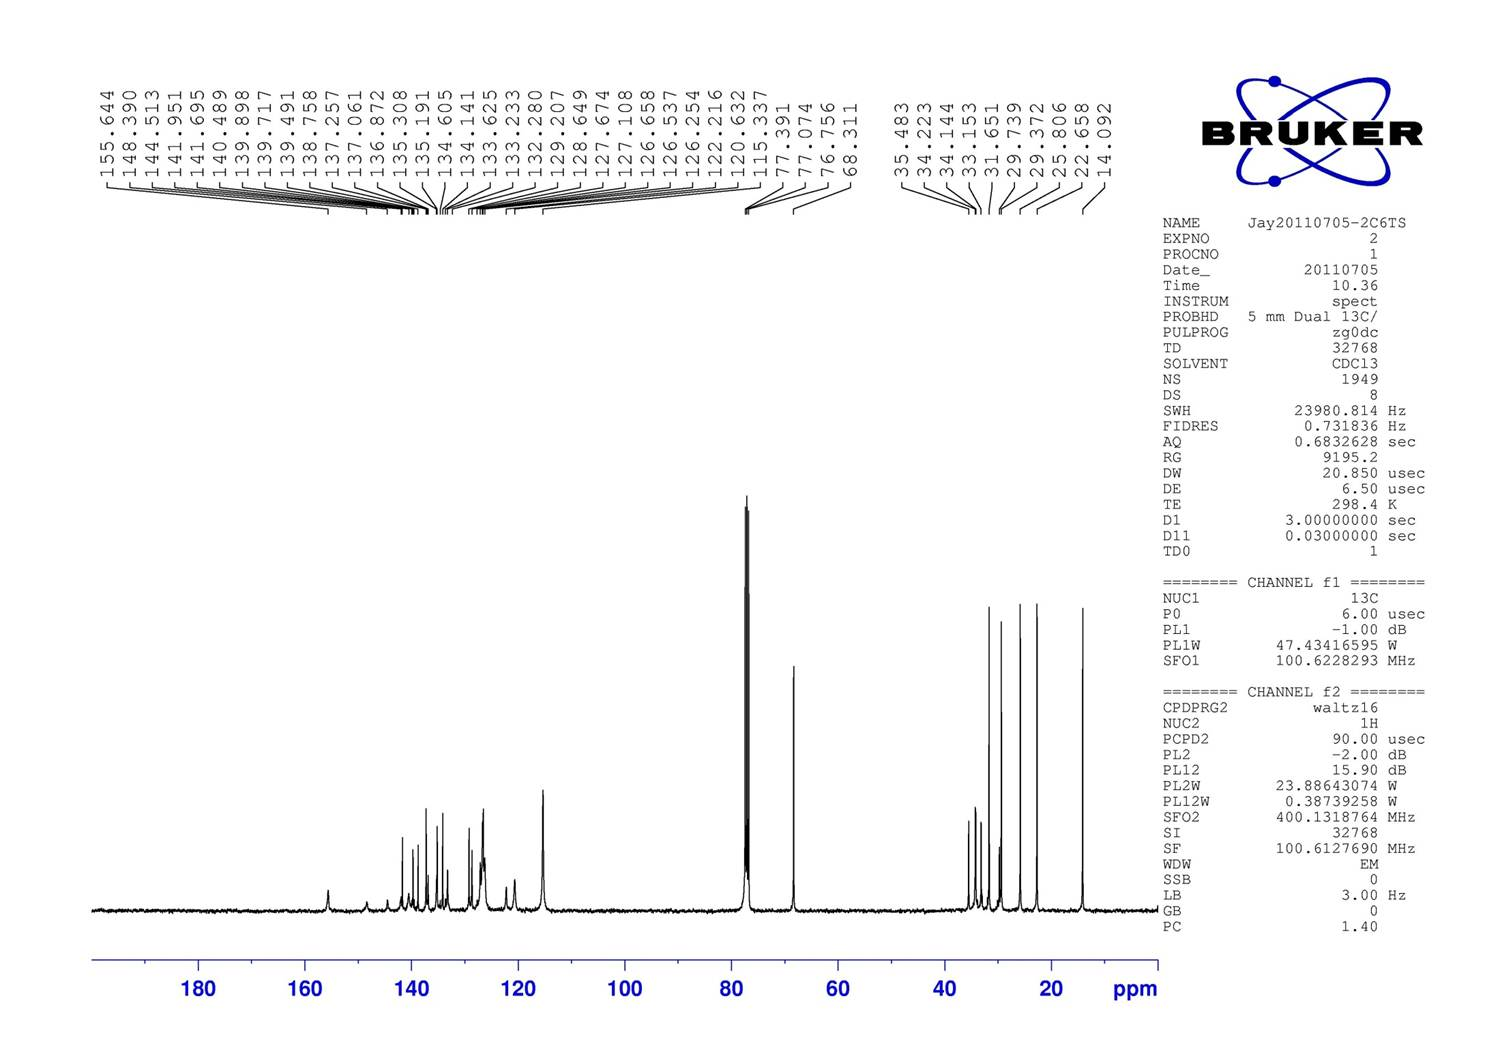 155.644
148.390
144.513
141.951
141.695
140.489
139.898
139.717
139.491
138.758
137.257
137.061
136.872
135.308
135.191
134.605
134.141
133.625
133.233
132.280
129.207
128.649
127.674
127.108
126.658
126.537
126.254
122.216
120.632
115.337
77.391
77.074
76.756
68.311
35.483
34.223
34.144
33.153
31.651
29.739
29.372
25.806
22.658
14.092
BRUKER
NAME Jay20110705-2C6TS
EXPNO 2
PROCNO 1
Date_ 20110705
Time 10.36
INSTRUM spect
PROBHD 5 mm Dual 13C/
PULPROG zg0dc
TD 32768
SOLVENT CDCl3
NS 1949
DS 8
SWH 23980.814 Hz
FIDRES 0.731836 Hz
AQ 0.6832628 sec
RG 9195.2
DW 20.850 usec
DE 6.50 usec
TE 298.4 K
D1 3.00000000 sec
D11 0.03000000 sec
TD0 1
======== CHANNEL f1 ========
NUC1 13C
P0 6.00 usec
PL1 -1.00 dB
PL1W 47.43416595 W
SFO1 100.6228293 MHz
======== CHANNEL f2 ========
CPDPRG2 waltz16
NUC2 1H
PCPD2 90.00 usec
PL2 -2.00 dB
PL12 15.90 dB
PL2W 23.88643074 W
PL12W 0.38739258 W
SFO2 400.1318764 MHz
SI 32768
SF 100.6127690 MHz
WDW EM
SSB 0
LB 3.00 Hz
GB 0
PC 1.40
180 160 140 120 100 80 60 40 20 ppm